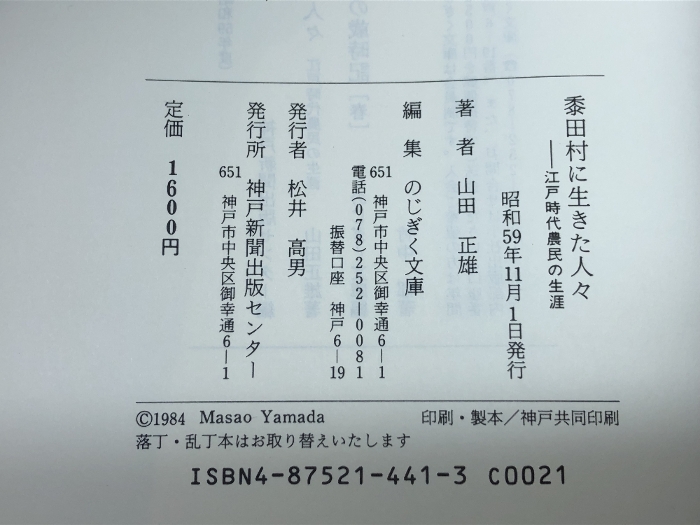 黍田村に生きた人々
──江戸時代農民の生涯
昭和59年11月1日発行
著者 山田 正雄
編集 のじぎく文庫
651 神戸市中央区御幸通6―1
電話(078)252―0081
振替口座 神戸6―19
発行者 松井 高男
発行所 神戸新聞出版センター
651 神戸市中央区御幸通6―1
定価 1600円
©1984 Masao Yamada 印刷・製本／神戸共同印刷
落丁・乱丁本はお取り替えいたします
ISBN4-87521-441-3 C0021